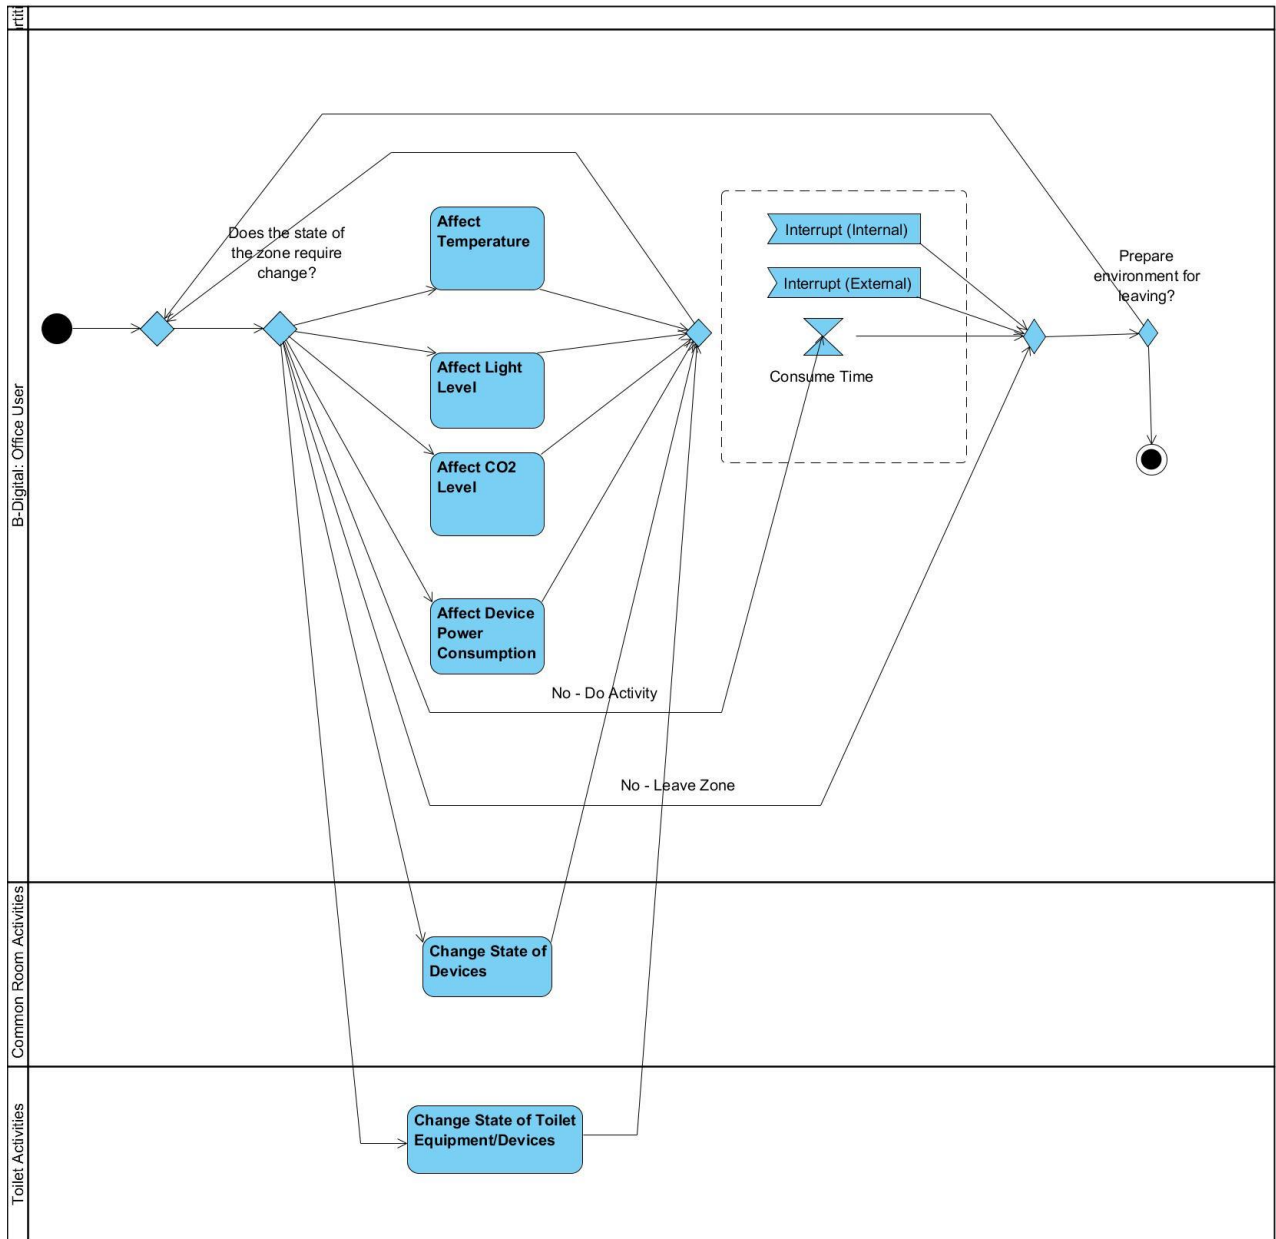 Does the state of
the zone require
change?
Affect
Temperature
Interrupt (Internal)
Interrupt (External)
Prepare
environment for
leaving?
Affect Light
Level
Consume Time
Affect CO2
Level
B-Digital: Office User
Affect Device
Power
Consumption
No - Do Activity
No - Leave Zone
Common Room Activities
Change State of
Devices
Toilet Activities
Change State of Toilet
Equipment/Devices